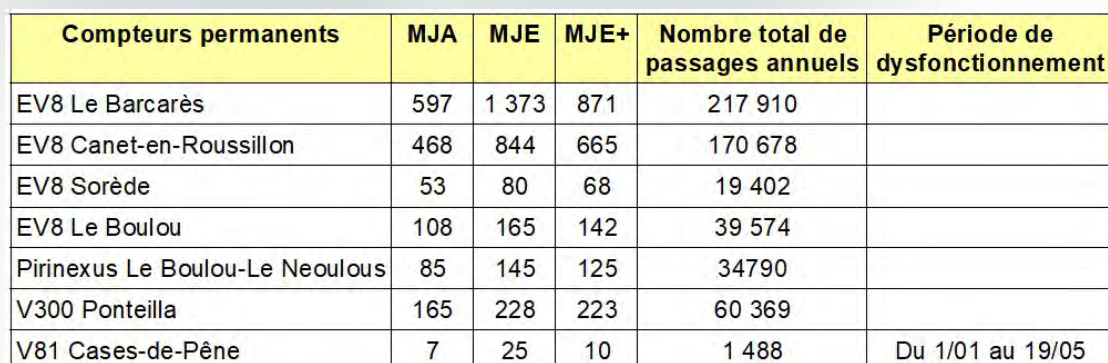 Compteurs permanents MJA MJE MJE+ Nombre total de passages annuels Période de dysfonctionnement
EV8 Le Barcarès 597 1 373 871 217 910
EV8 Canet-en-Roussillon 468 844 665 170 678
EV8 Sorède 53 80 68 19 402
EV8 Le Boulou 108 165 142 39 574
Pirinexus Le Boulou-Le Neoulous 85 145 125 34790
V300 Ponteilla 165 228 223 60 369
V81 Cases-de-Pêne 7 25 10 1 488 Du 1/01 au 19/05